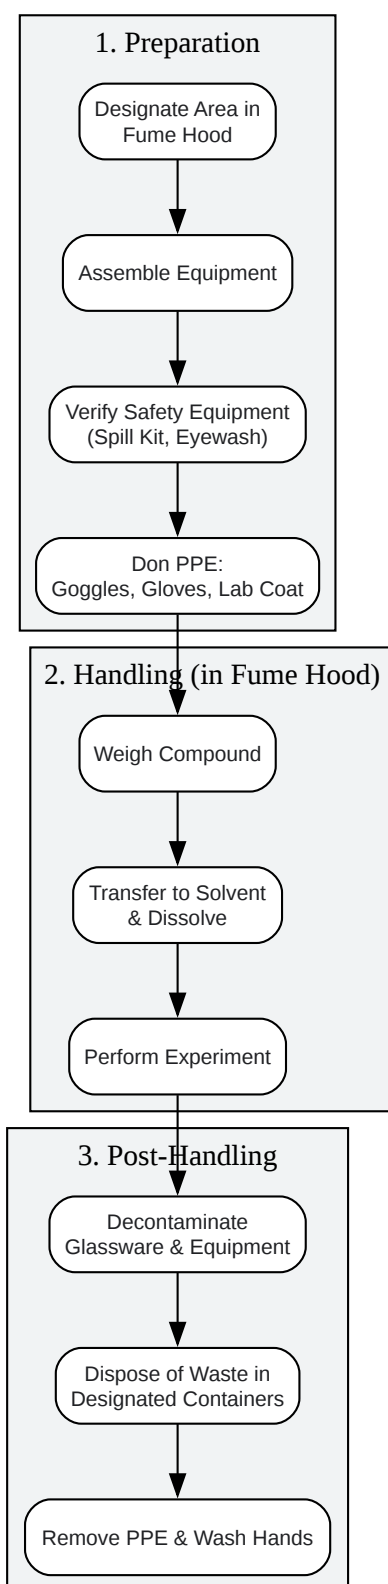 1. Preparation
Designate Area in
Fume Hood
Assemble Equipment
Verify Safety Equipment
(Spill Kit, Eyewash)
Don PPE:
Goggles, Gloves, Lab Coat
2. Handling (in Fume Hood)
Weigh Compound
Transfer to Solvent
& Dissolve
Perform Experiment
3. Post-Handling
Decontaminate
Glassware & Equipment
Dispose of Waste in
Designated Containers
Remove PPE & Wash Hands